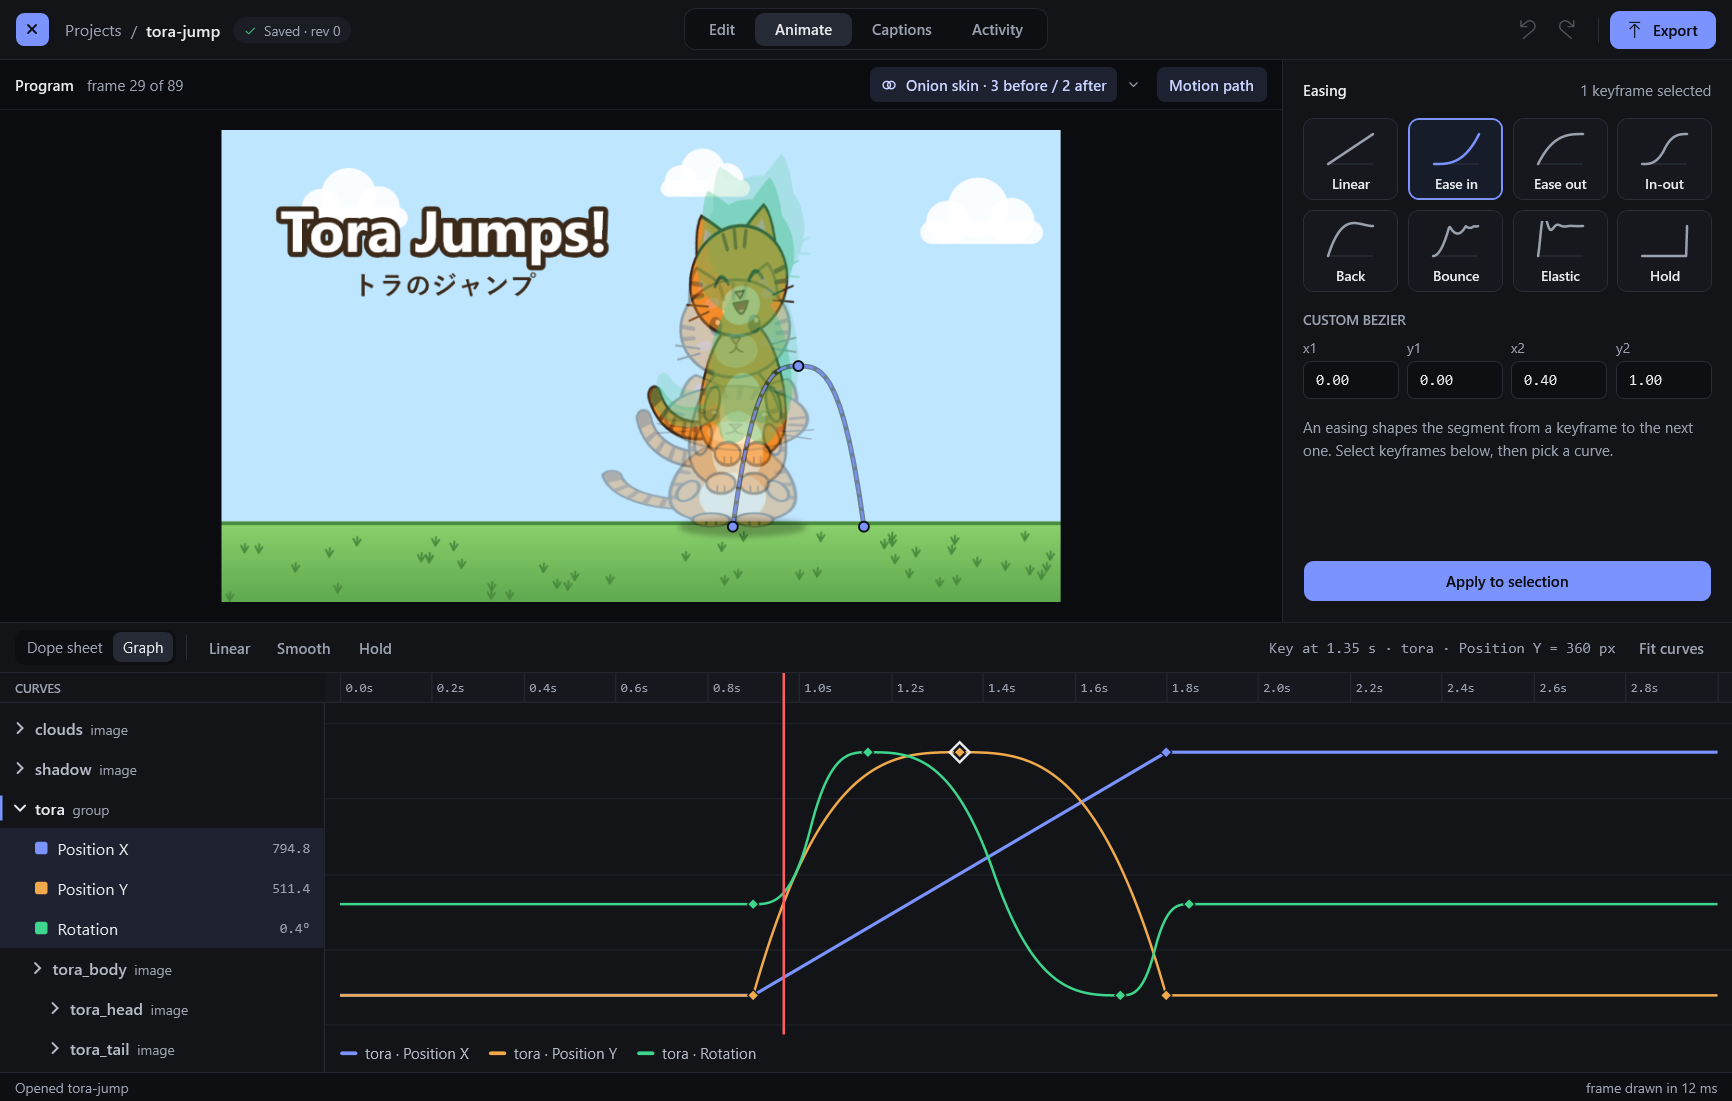 Projects / tora-jump
Saved · rev 0
Edit
Animate
Captions
Activity
Export
Program frame 29 of 89
Onion skin · 3 before / 2 after
Motion path
Tora Jumps!
トラのジャンプ
Easing
1 keyframe selected
Linear
Ease in
Ease out
In-out
Back
Bounce
Elastic
Hold
CUSTOM BEZIER
x1
y1
x2
y2
0.00
0.00
0.40
1.00
An easing shapes the segment from a keyframe to the next
one. Select keyframes below, then pick a curve.
Apply to selection
Dope sheet
Graph
Linear
Smooth
Hold
Key at 1.35 s · tora · Position Y = 360 px
Fit curves
CURVES
0.0s
0.2s
0.4s
0.6s
0.8s
1.0s
1.2s
1.4s
1.6s
1.8s
2.0s
2.2s
2.4s
2.6s
2.8s
clouds image
shadow image
tora group
Position X 794.8
Position Y 511.4
Rotation 0.4°
tora_body image
tora_head image
tora_tail image
tora · Position X
tora · Position Y
tora · Rotation
Opened tora-jump
frame drawn in 12 ms